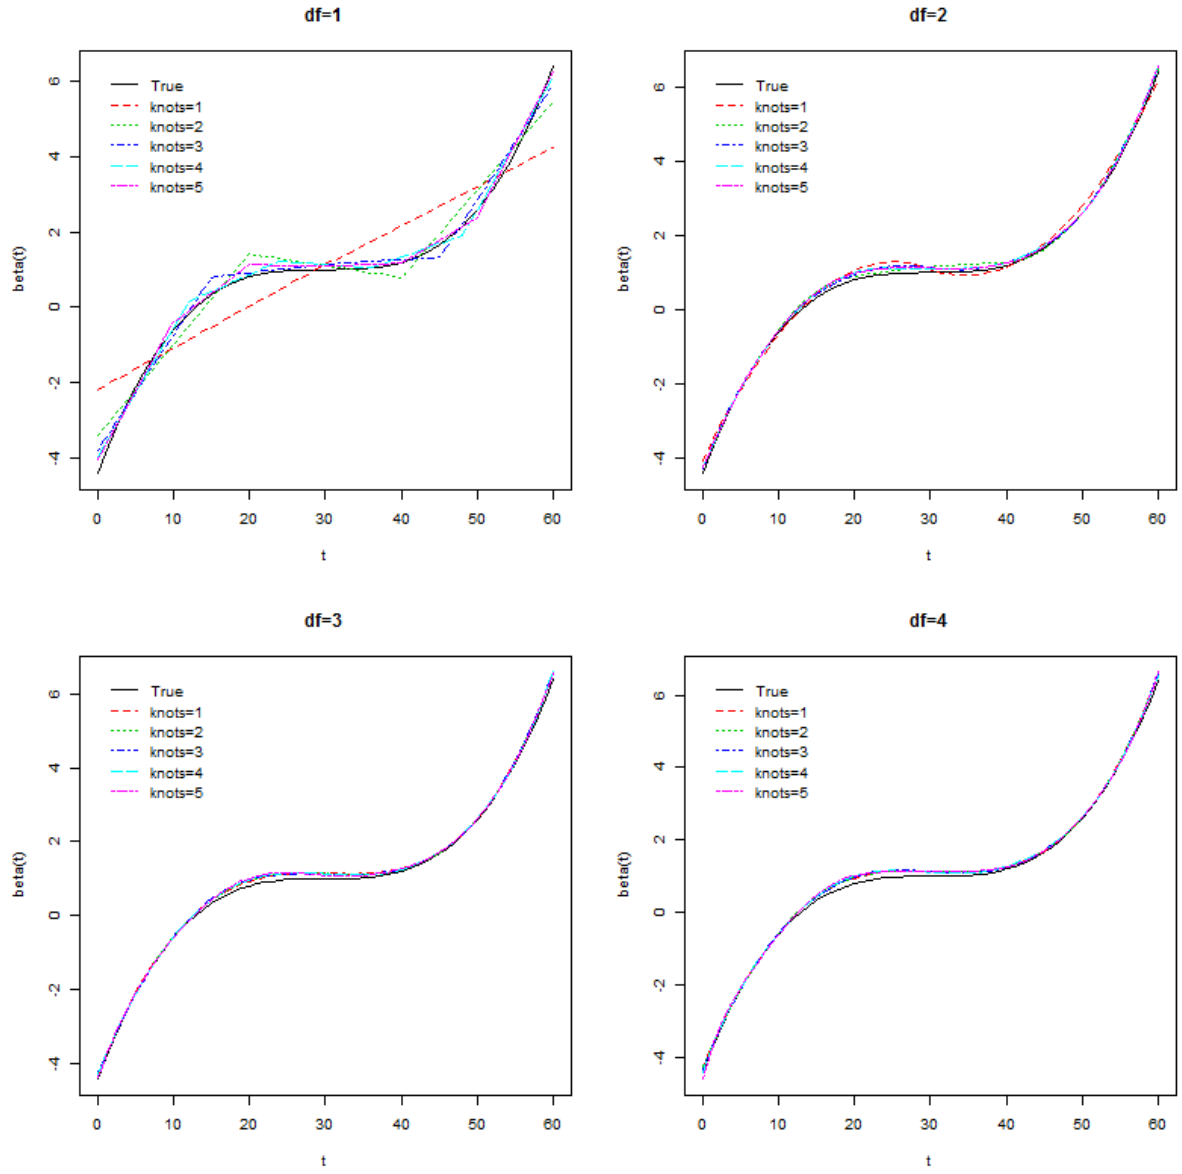 df=1
6
4
2
0
-2
-4
beta(t)
True
knots=1
knots=2
knots=3
knots=4
knots=5
0 10 20 30 40 50 60
t
df=2
6
4
2
0
-2
-4
beta(t)
True
knots=1
knots=2
knots=3
knots=4
knots=5
0 10 20 30 40 50 60
t
df=3
6
4
2
0
-2
-4
beta(t)
True
knots=1
knots=2
knots=3
knots=4
knots=5
0 10 20 30 40 50 60
t
df=4
6
4
2
0
-2
-4
beta(t)
True
knots=1
knots=2
knots=3
knots=4
knots=5
0 10 20 30 40 50 60
t